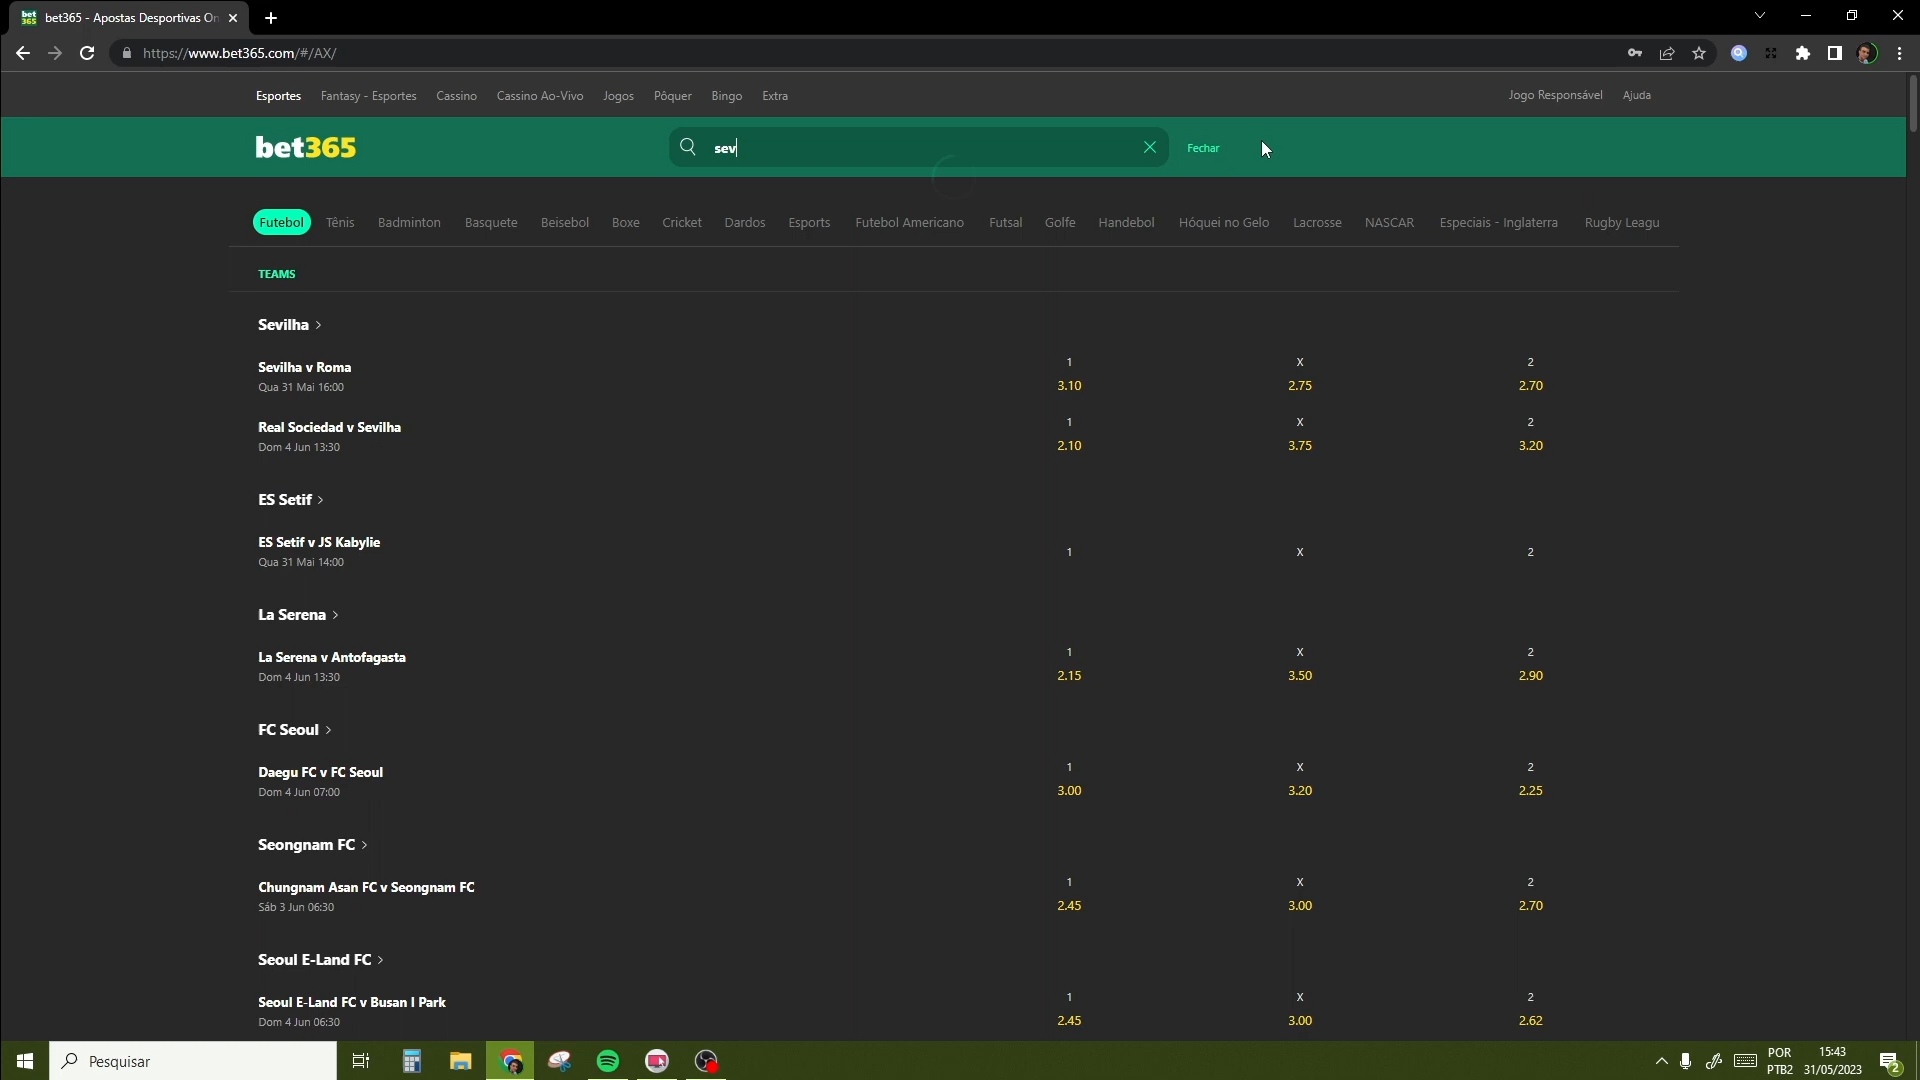 bet365 - Apostas Desportivas On
https://www.bet365.com/#/AX/
Esportes Fantasy - Esportes Cassino Cassino Ao-Vivo Jogos Pôquer Bingo Extra Jogo Responsável Ajuda
bet365 sev Fechar
Futebol Tênis Badminton Basquete Beisebol Boxe Cricket Dardos Esports Futebol Americano Futsal Golfe Handebol Hóquei no Gelo Lacrosse NASCAR Especiais - Inglaterra Rugby Leagu
TEAMS
Sevilha >
Sevilha v Roma 1 X 2
Qua 31 Mai 16:00 3.10 2.75 2.70
Real Sociedad v Sevilha 1 X 2
Dom 4 Jun 13:30 2.10 3.75 3.20
ES Setif >
ES Setif v JS Kabylie 1 X 2
Qua 31 Mai 14:00
La Serena >
La Serena v Antofagasta 1 X 2
Dom 4 Jun 13:30 2.15 3.50 2.90
FC Seoul >
Daegu FC v FC Seoul 1 X 2
Dom 4 Jun 07:00 3.00 3.20 2.25
Seongnam FC >
Chungnam Asan FC v Seongnam FC 1 X 2
Sáb 3 Jun 06:30 2.45 3.00 2.70
Seoul E-Land FC >
Seoul E-Land FC v Busan I Park 1 X 2
Dom 4 Jun 06:30 2.45 3.00 2.62
Pesquisar
POR 15:43
PTB2 31/05/2023 2